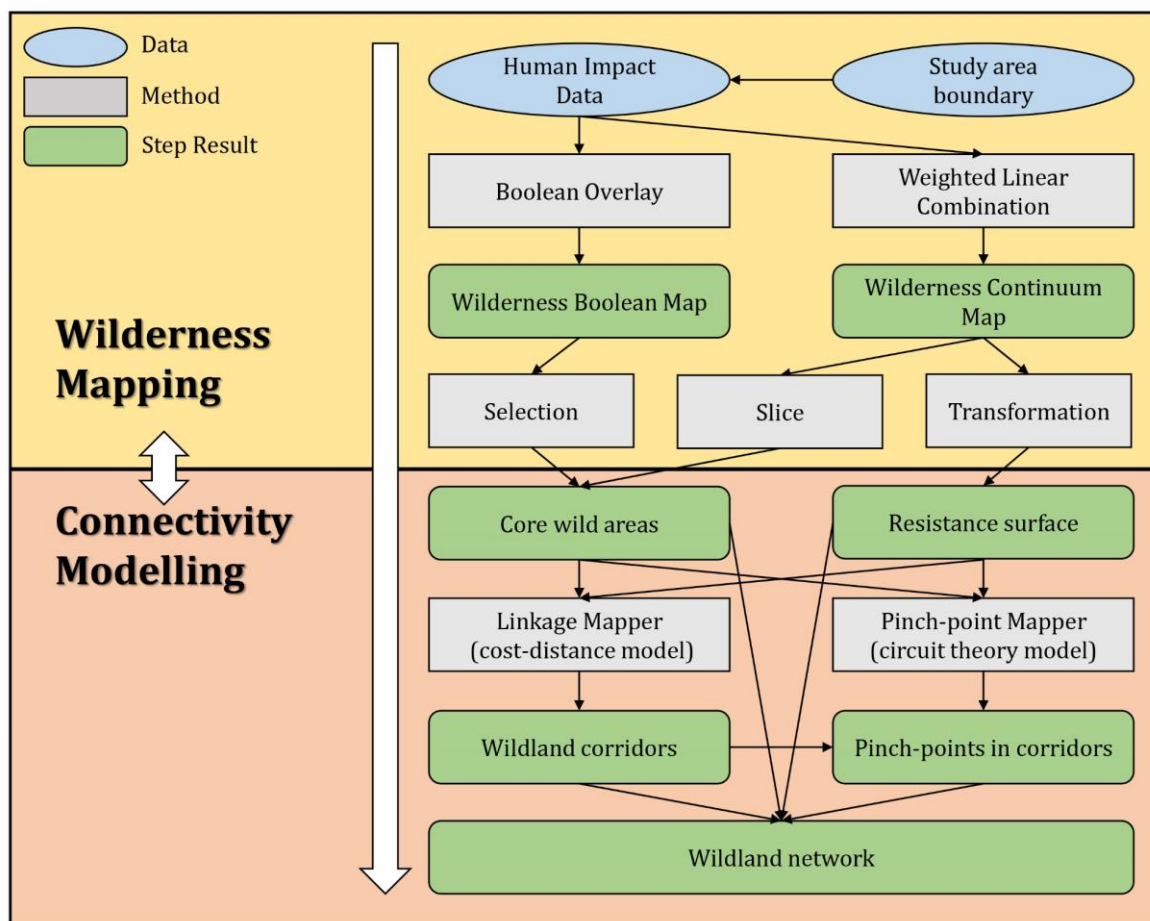 Data
Method
Step Result
Human Impact
Data
Study area
boundary
Boolean Overlay
Weighted Linear
Combination
Wilderness Boolean Map
Wilderness Continuum
Map
Wilderness
Mapping
Selection
Slice
Transformation
Connectivity
Modelling
Core wild areas
Resistance surface
Linkage Mapper
(cost-distance model)
Pinch-point Mapper
(circuit theory model)
Wildland corridors
Pinch-points in corridors
Wildland network